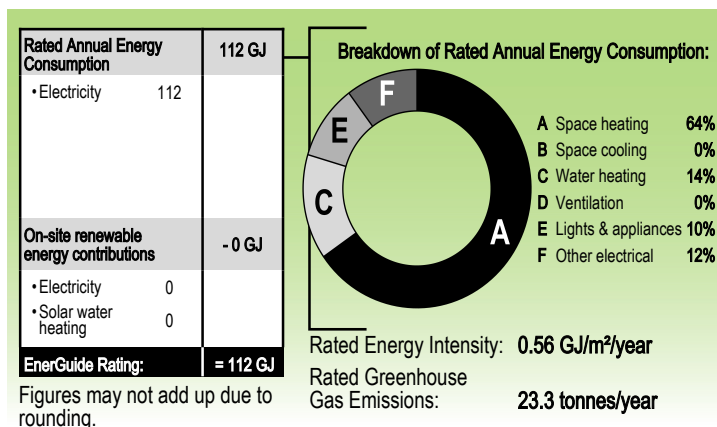 Rated Annual Energy
Consumption
112 GJ
• Electricity 112
On-site renewable
energy contributions
- 0 GJ
• Electricity 0
• Solar water
heating
0
EnerGuide Rating: = 112 GJ
Figures may not add up due to
rounding.
Breakdown of Rated Annual Energy Consumption:
F
E
C
A
A Space heating 64%
B Space cooling 0%
C Water heating 14%
D Ventilation 0%
E Lights & appliances 10%
F Other electrical 12%
Rated Energy Intensity: 0.56 GJ/m²/year
Rated Greenhouse
Gas Emissions: 23.3 tonnes/year